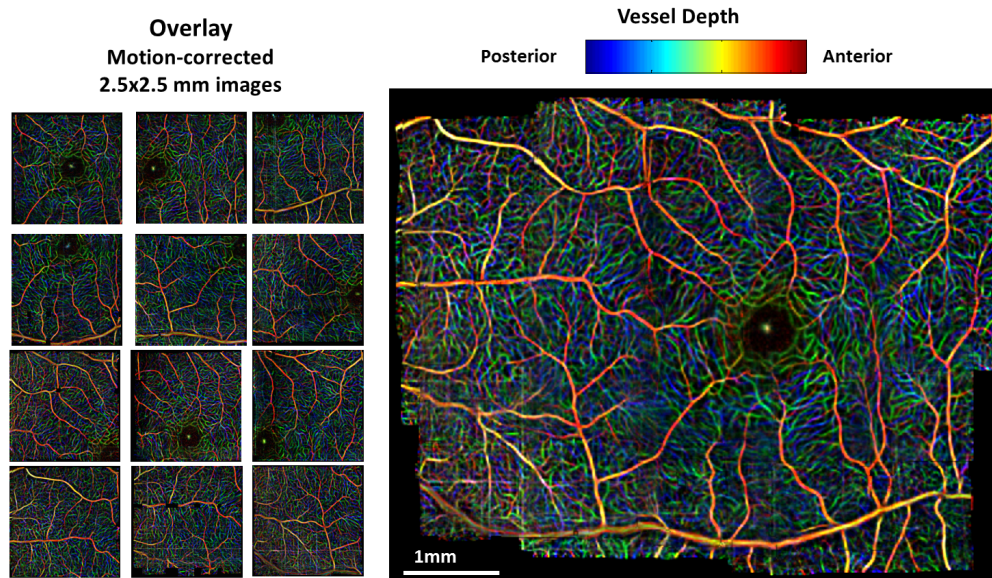 Overlay
Motion-corrected
2.5x2.5 mm images
Vessel Depth
Posterior
Anterior
1mm